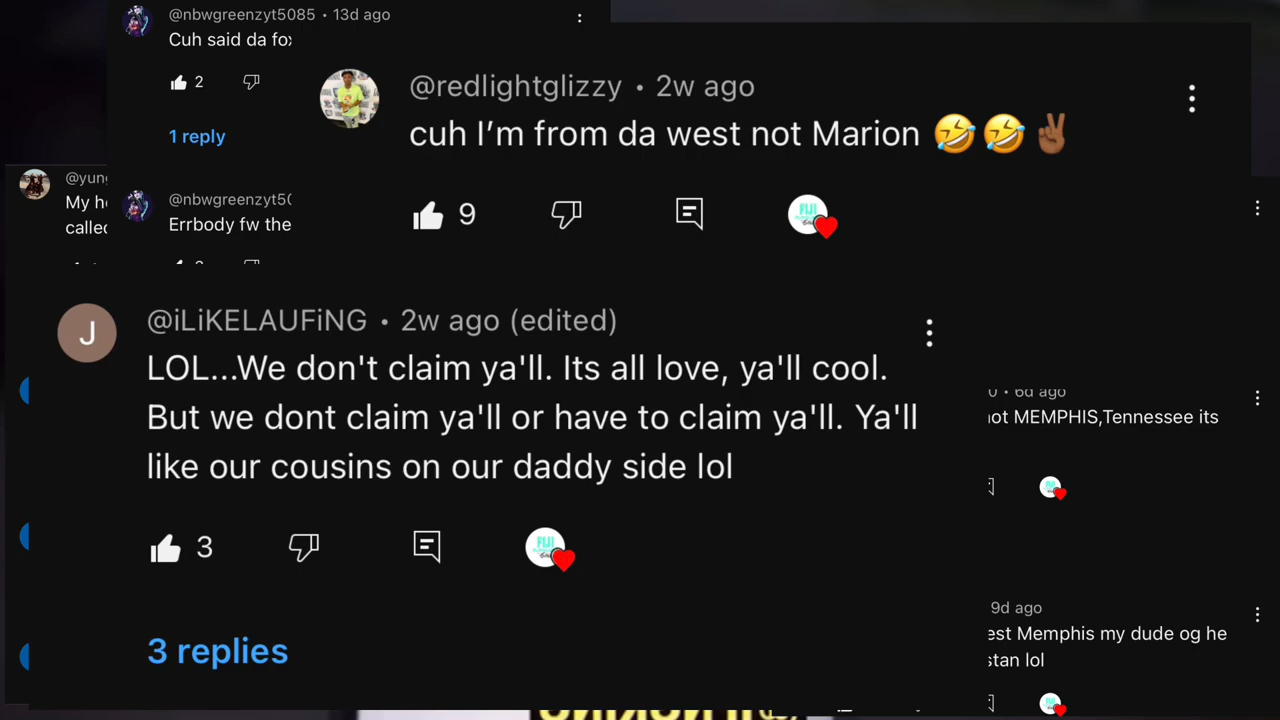 @nbwgreenzyt5085 • 13d ago
Cuh said da fo
2
1 reply
@redlightglizzy • 2w ago
cuh I’m from da west not Marion 🤣🤣✌🏾
9
FIJI
@yung
My
called
@nbwgreenzyt50
Errbody fw the
J
@iLiKELAUFiNG • 2w ago (edited)
LOL...We don't claim ya'll. Its all love, ya'll cool.
But we dont claim ya'll or have to claim ya'll. Ya'll
like our cousins on our daddy side lol
3
FIJI
3 replies
• 6d ago
not MEMPHIS,Tennessee its
9d ago
est Memphis my dude og he
stan lol